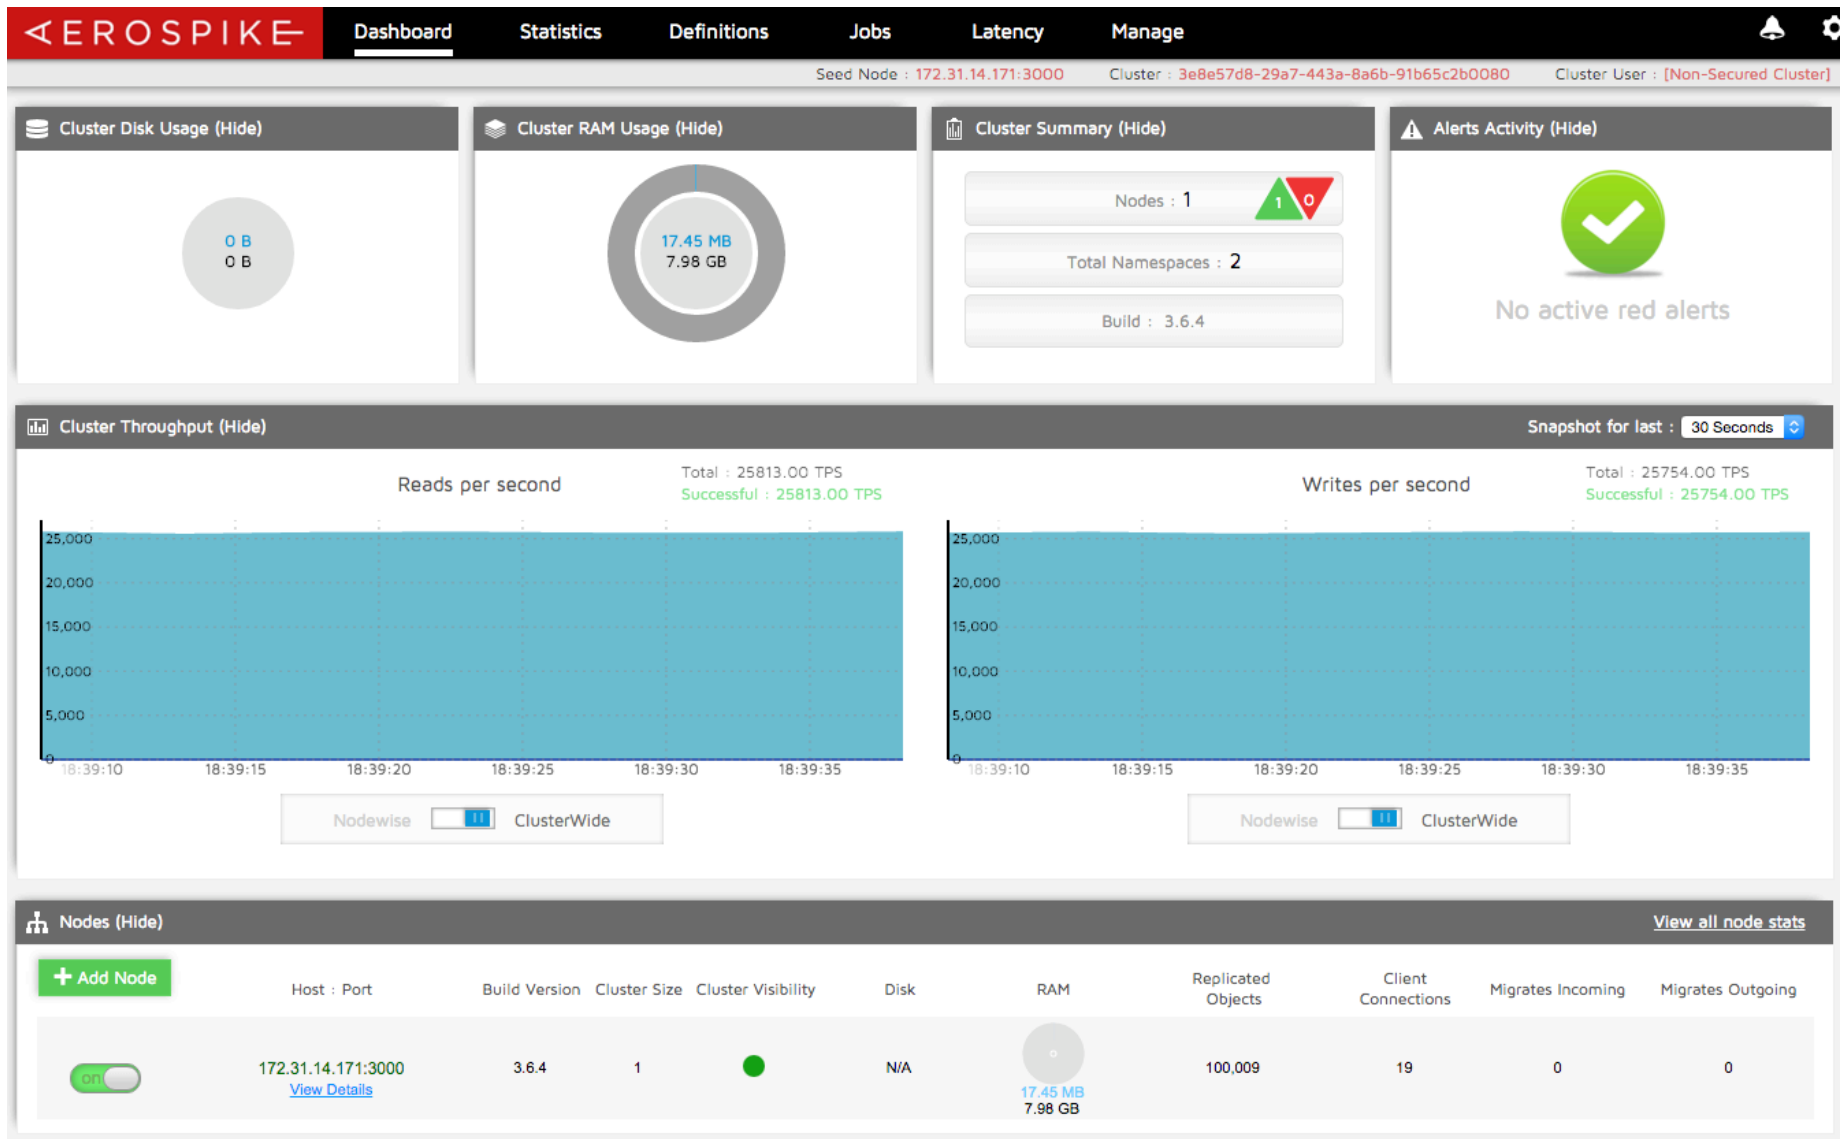 AEROSPIKE Dashboard Statistics Definitions Jobs Latency Manage
Seed Node : 172.31.14.171:3000 Cluster : 3e8e57d8-29a7-443a-8a6b-91b65c2b0080 Cluster User : [Non-Secured Cluster]
Cluster Disk Usage (Hide)
0 B
0 B
Cluster RAM Usage (Hide)
17.45 MB
7.98 GB
Cluster Summary (Hide)
Nodes : 1 1 0
Total Namespaces : 2
Build : 3.6.4
Alerts Activity (Hide)
No active red alerts
Cluster Throughput (Hide) Snapshot for last : 30 Seconds
Reads per second
Total : 25813.00 TPS
Successful : 25813.00 TPS
25,000
20,000
15,000
10,000
5,000
0
18:39:10 18:39:15 18:39:20 18:39:25 18:39:30 18:39:35
Nodewise ClusterWide
Writes per second
Total : 25754.00 TPS
Successful : 25754.00 TPS
25,000
20,000
15,000
10,000
5,000
0
18:39:10 18:39:15 18:39:20 18:39:25 18:39:30 18:39:35
Nodewise ClusterWide
Nodes (Hide) View all node stats
Add Node
Host : Port Build Version Cluster Size Cluster Visibility Disk RAM Replicated Objects Client Connections Migrates Incoming Migrates Outgoing
on 172.31.14.171:3000 3.6.4 1 N/A 0 100,009 19 0 0
View Details
17.45 MB
7.98 GB